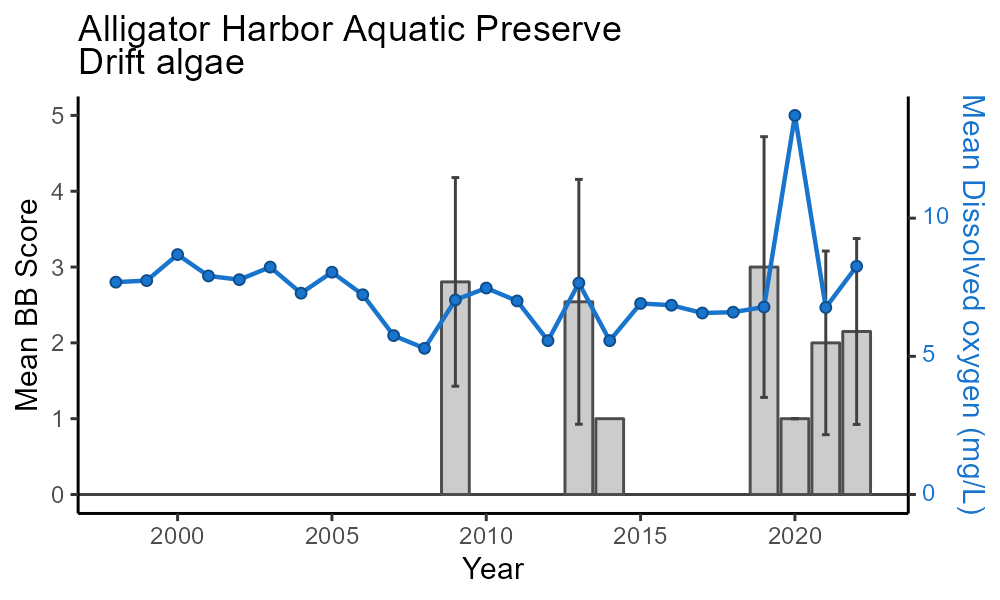 Alligator Harbor Aquatic Preserve
Drift algae
Mean BB Score
5
4
3
2
1
0
10
5
0
Mean Dissolved oxygen (mg/L)
2000
2005
2010
2015
2020
Year